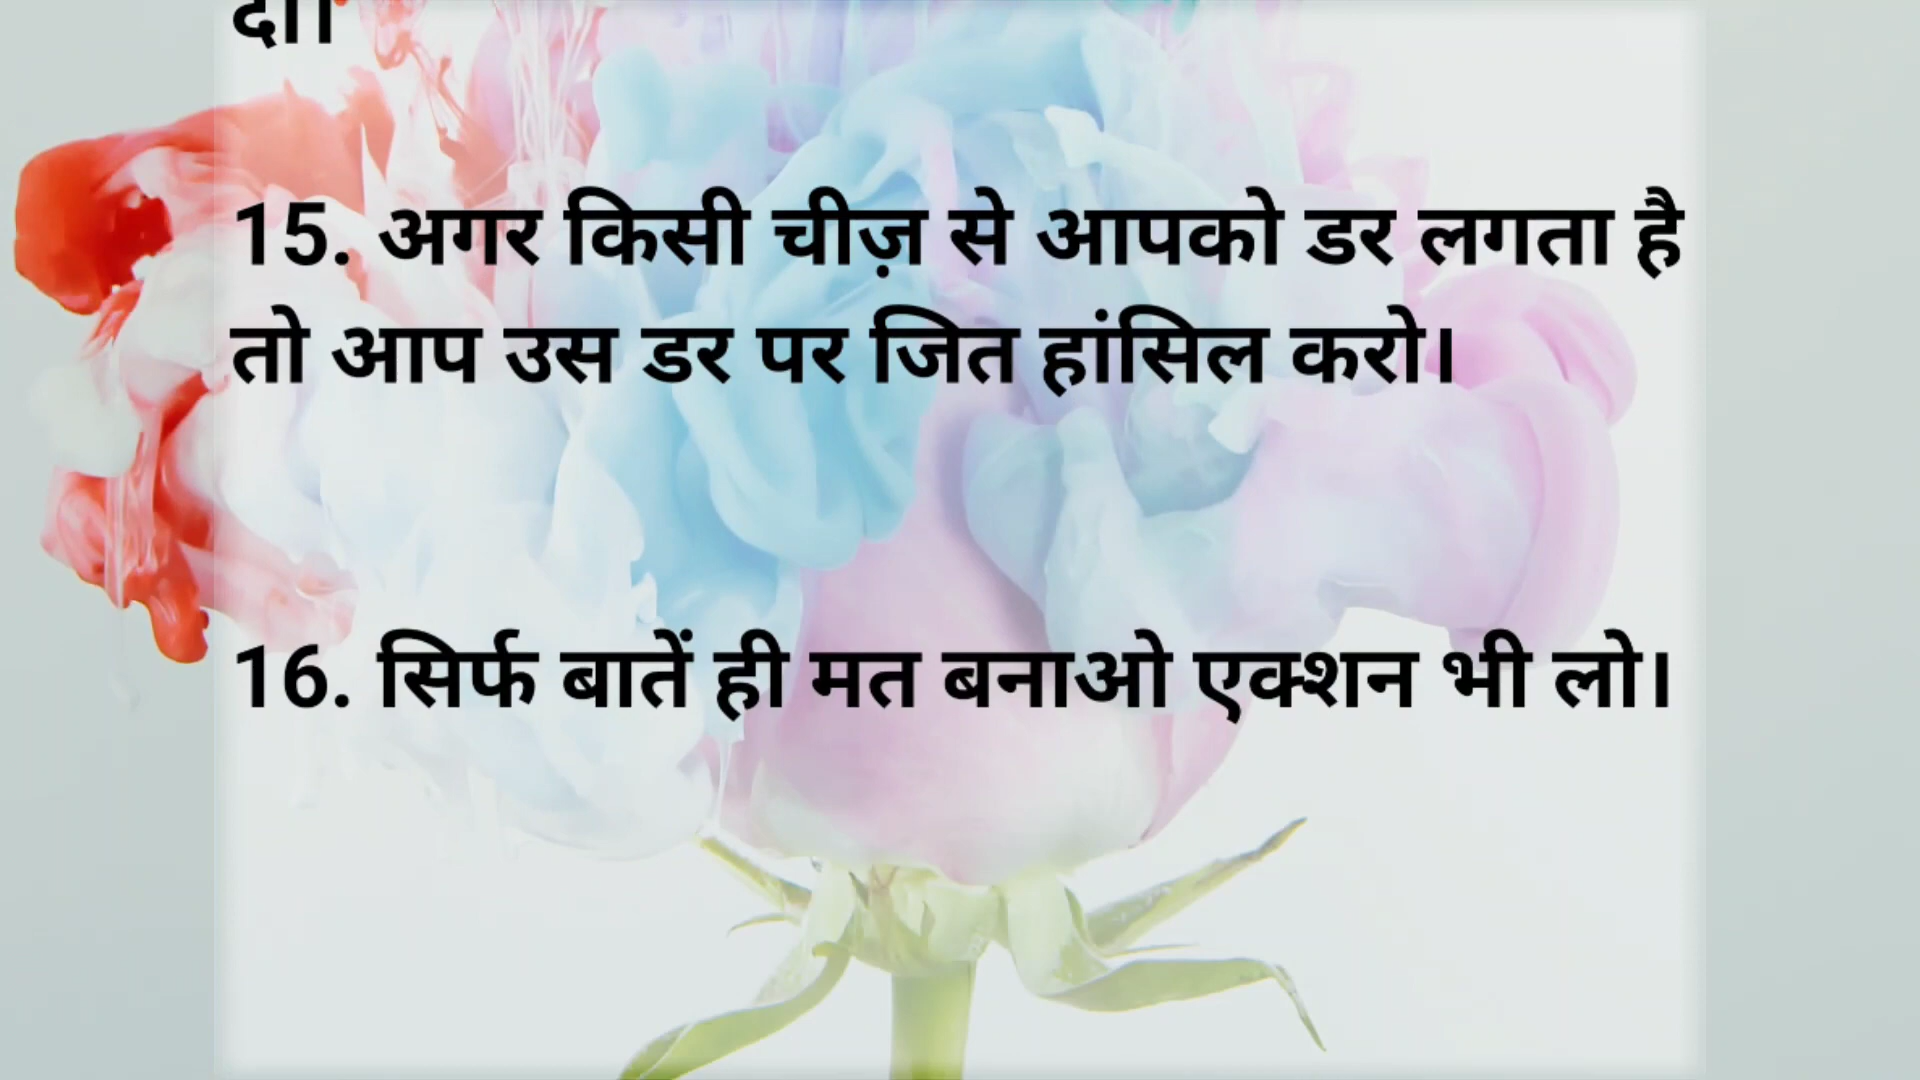 15. अगर किसी चीज़ से आपको डर लगता है
तो आप उस डर पर जित हांसिल करो।
16. सिर्फ बातें ही मत बनाओ एक्शन भी लो।